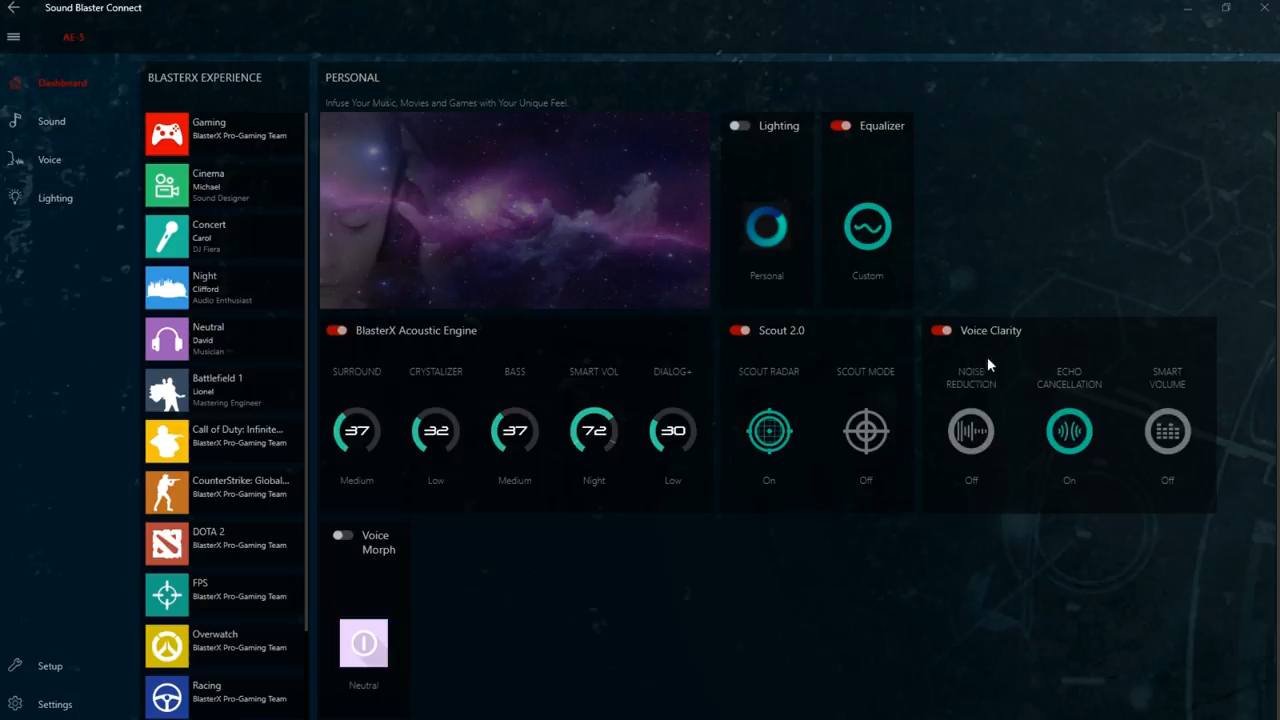 Sound Blaster Connect
AE-5
Dashboard
Sound
Voice
Lighting
Setup
Settings
BLASTERX EXPERIENCE
Gaming
BlasterX Pro-Gaming Team
Cinema
Michael
Sound Designer
Concert
Carol
DJ Fiera
Night
Clifford
Audio Enthusiast
Neutral
David
Musician
Battlefield 1
Lionel
Mastering Engineer
Call of Duty: Infinite...
BlasterX Pro-Gaming Team
CounterStrike: Global...
BlasterX Pro-Gaming Team
DOTA 2
BlasterX Pro-Gaming Team
FPS
BlasterX Pro-Gaming Team
Overwatch
BlasterX Pro-Gaming Team
Racing
BlasterX Pro-Gaming Team
PERSONAL
Infuse Your Music, Movies and Games with Your Unique Feel.
Lighting
Personal
Equalizer
Custom
BlasterX Acoustic Engine
SURROUND
37
Medium
CRYSTALIZER
32
Low
BASS
37
Medium
SMART VOL
72
Night
DIALOG+
30
Low
Scout 2.0
SCOUT RADAR
On
SCOUT MODE
Off
Voice Clarity
NOISE
REDUCTION
Off
ECHO
CANCELLATION
On
SMART
VOLUME
Off
Voice
Morph
Neutral